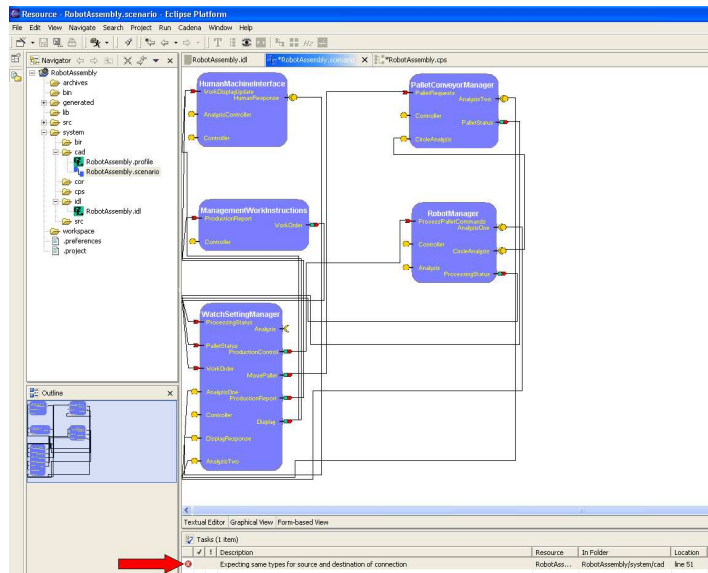 Resource - RobotAssembly.scenario - Eclipse Platform
File Edit View Navigate Search Project Run Cadena Window Help
Navigator
RobotAssembly
archives
bin
generated
lib
src
system
bir
cad
RobotAssembly.profile
RobotAssembly.scenario
cor
cps
idl
RobotAssembly.idl
src
workspace
.preferences
.project
Outline
RobotAssembly.idl *RobotAssembly.scenario *RobotAssembly.cps
HumanMachineInterface
WorkDisplayUpdate
HumanResponse
AnalysisController
Controller
PalletConveyorManager
PalletRequests
AnalysisTwo
Controller
PalletStatus
CircleAnalysis
ManagementWorkInstructions
ProductionReport
WorkOrder
Controller
RobotManager
ProcessPalletCommands
AnalysisOne
Controller
CircleAnalysis
Analysis
ProcessingStatus
WatchSettingManager
ProcessingStatus
Analysis
PalletStatus
ProductionControl
WorkOrder
MovePallet
AnalysisOne
ProductionReport
Controller
Display
DisplayResponse
AnalysisTwo
Textual Editor Graphical View Form-based View
Tasks (1 item)
! Description Resource In Folder Location
Expecting same types for source and destination of connection RobotAss... RobotAssembly/system/cad line 51